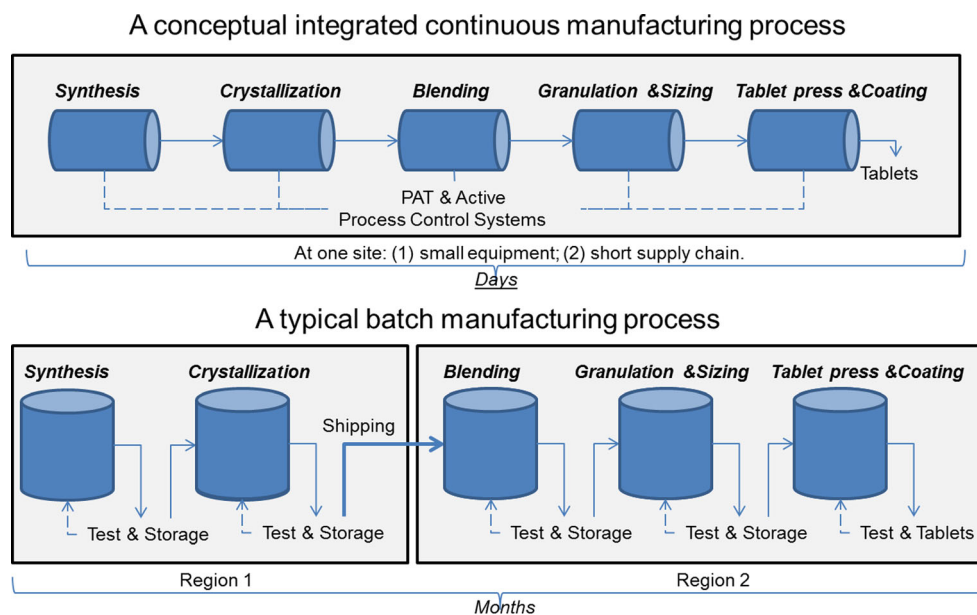 A conceptual integrated continuous manufacturing process
Synthesis
Crystallization
Blending
Granulation &Sizing
Tablet press &Coating
Tablets
PAT & Active
Process Control Systems
At one site: (1) small equipment; (2) short supply chain.
Days
A typical batch manufacturing process
Synthesis
Crystallization
Blending
Granulation &Sizing
Tablet press &Coating
Shipping
Test & Storage
Test & Storage
Test & Storage
Test & Storage
Test & Tablets
Region 1
Region 2
Months